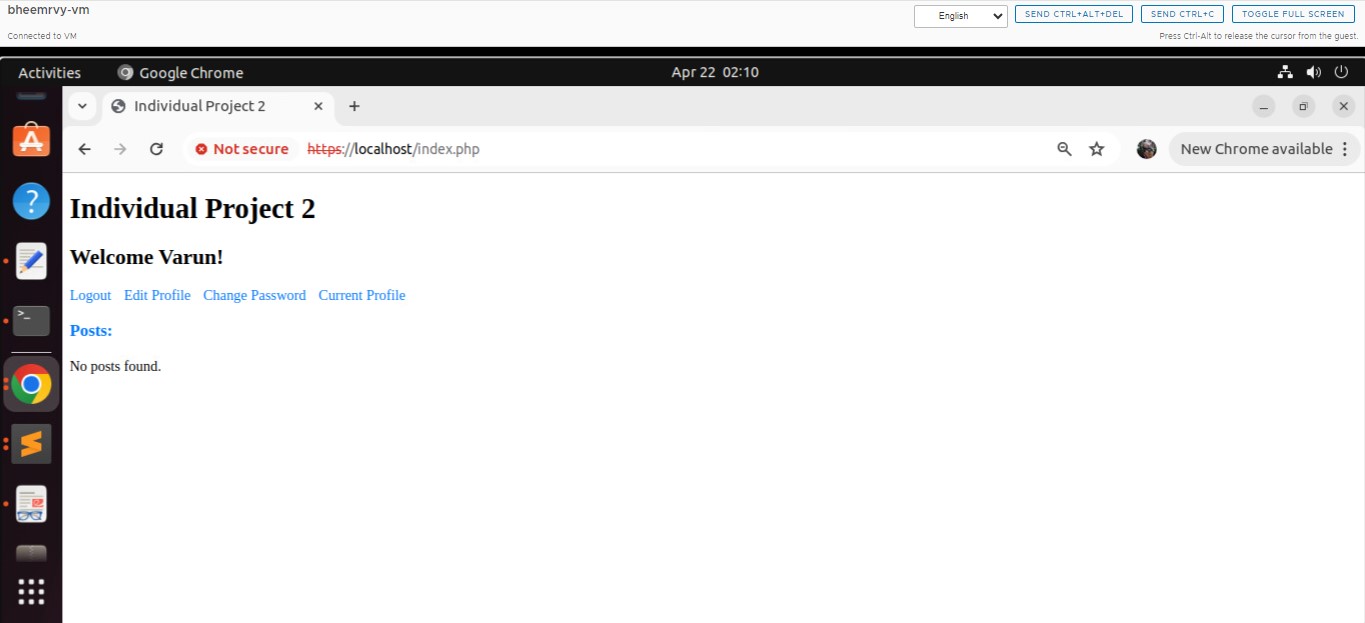 bheemrvy-vm
English
SEND CTRL+ALT+DEL
SEND CTRL+C
TOGGLE FULL SCREEN
Connected to VM
Press Ctrl-Alt to release the cursor from the guest.
Activities
Google Chrome
Apr 22 02:10
Individual Project 2
Not secure
https://localhost/index.php
New Chrome available
Individual Project 2
Welcome Varun!
Logout Edit Profile Change Password Current Profile
Posts:
No posts found.